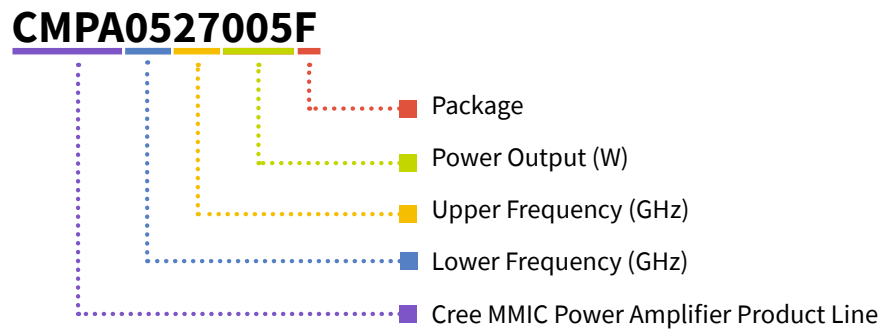 CMPA0527005F
Package
Power Output (W)
Upper Frequency (GHz)
Lower Frequency (GHz)
Cree MMIC Power Amplifier Product Line